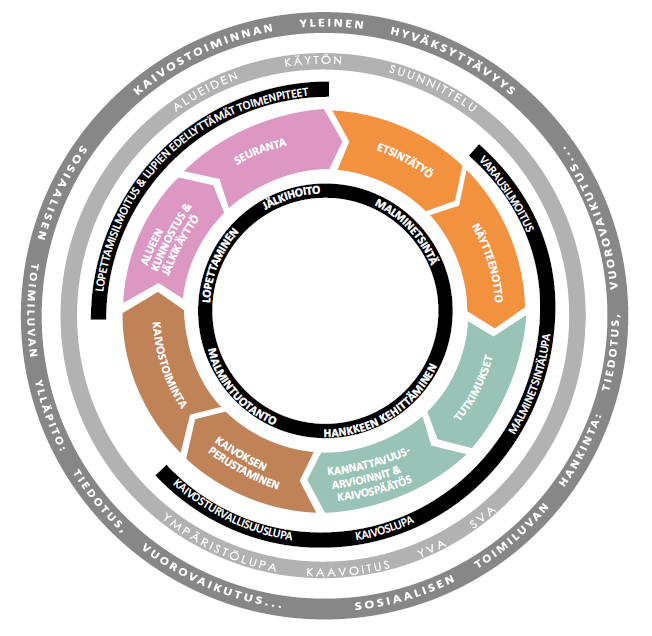 KAIVOSTOIMINNAN YLEINEN HYVÄKSYTTÄVYYS
SOSIAALISEN TOIMILUVAN HANKINTA: TIEDOTUS, VUOROVAIKUTUS...
SOSIAALISEN TOIMILUVAN YLLÄPITO: TIEDOTUS, VUOROVAIKUTUS...
ALUEIDEN KÄYTÖN SUUNNITTELU
SVA
YVA
KAAVOITUS
YMPÄRISTÖLUPA
LOPETTAMISILMOITUS & LUPIEN EDELLYTTÄMÄT TOIMENPITEET
VARAUSILMOITUS
MALMINETSINTÄLUPA
KAIVOSLUPA
KAIVOSTURVALLISUUSLUPA
ETSINTÄTYÖ
NÄYTTEENOTTO
TUTKIMUKSET
KANNATTAVUUS-
ARVIOINNIT &
KAIVOSPÄÄTÖS
KAIVOKSEN
PERUSTAMINEN
KAIVOSTOIMINTA
ALUEEN
KUNNOSTUS &
JÄLKIKÄYTTÖ
SEURANTA
MALMINETSINTÄ
HANKKEEN KEHITTÄMINEN
MALMINTUOTANTO
LOPETTAMINEN
JÄLKIHOITO